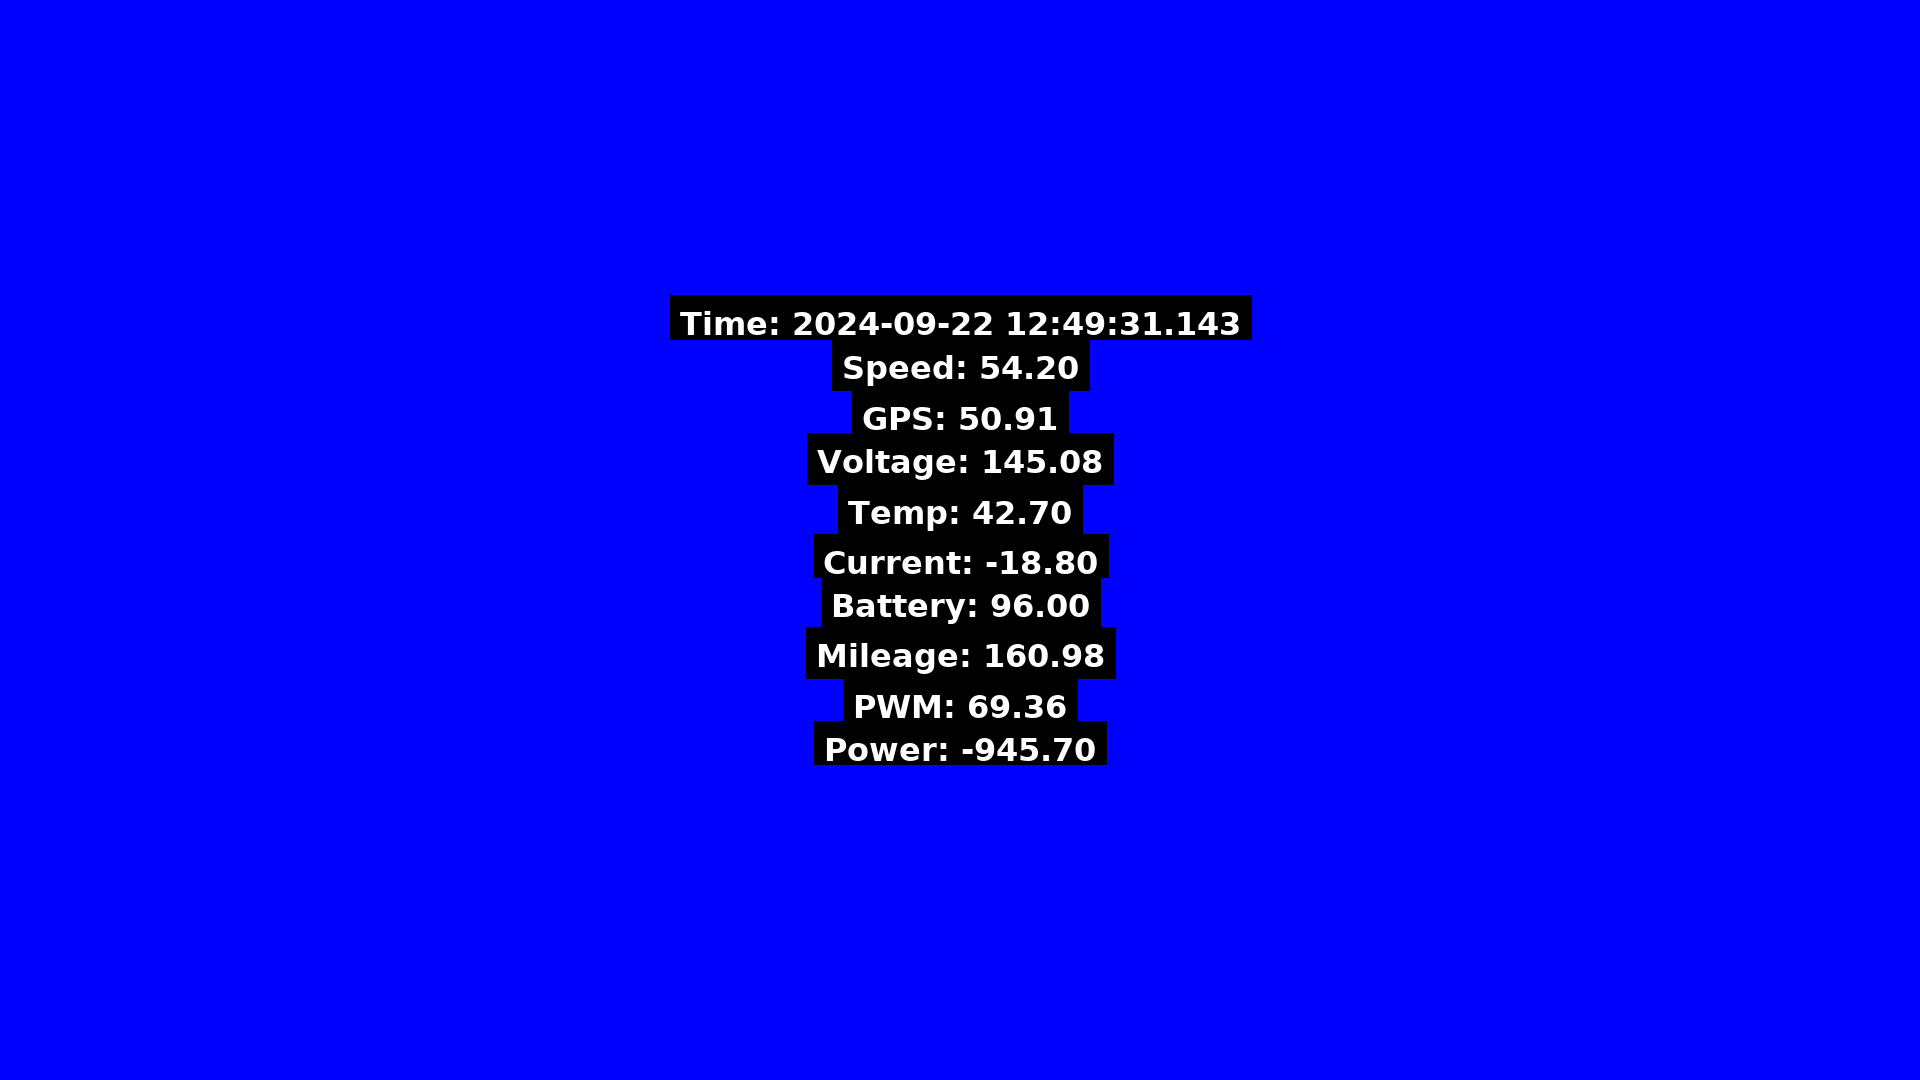 Time: 2024-09-22 12:49:31.143
Speed: 54.20
GPS: 50.91
Voltage: 145.08
Temp: 42.70
Current: -18.80
Battery: 96.00
Mileage: 160.98
PWM: 69.36
Power: -945.70